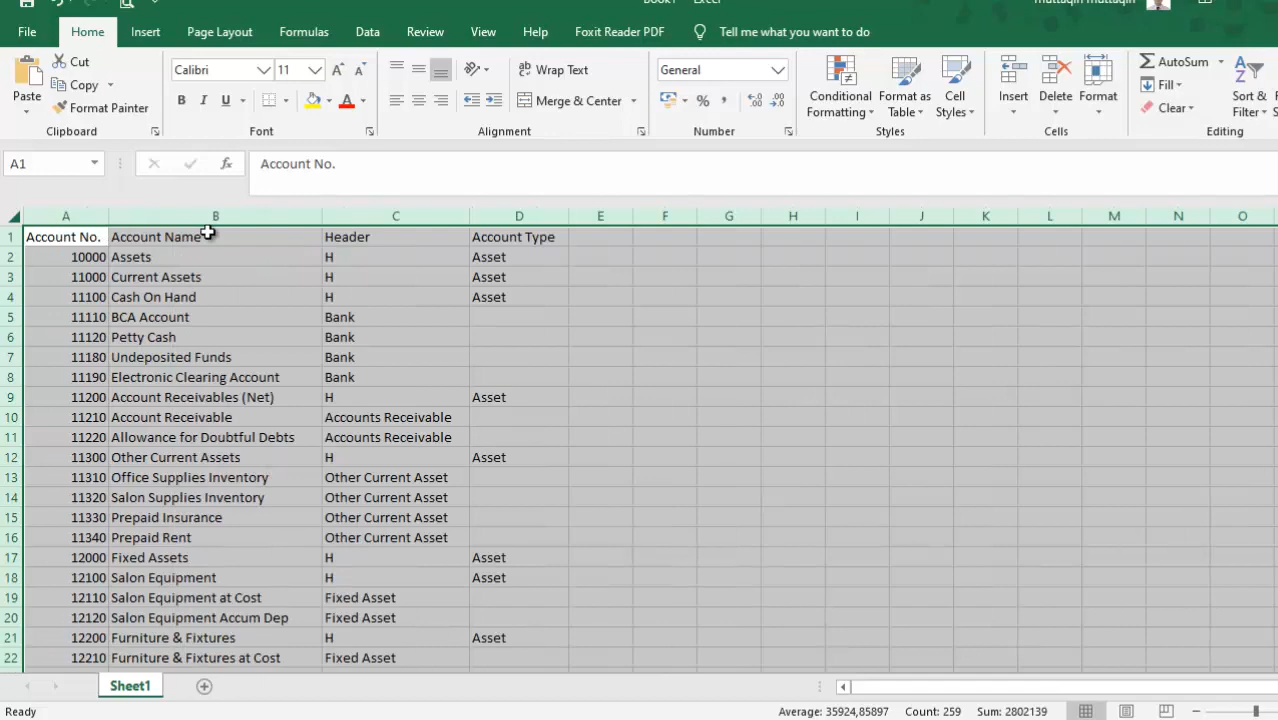 Book1 - Excel
muttaqin muttaqin
File Home Insert Page Layout Formulas Data Review View Help Foxit Reader PDF Tell me what you want to do
Paste Cut Copy Format Painter
Calibri 11
B I U A
Wrap Text
Merge & Center
General
%
Conditional Formatting
Format as Table
Cell Styles
Insert Delete Format
AutoSum
Fill
Clear
Sort & Filter
Clipboard Font Alignment Number Styles Cells Editing
A1 fx Account No.
A B C D E F G H I J K L M N O
1 Account No. Account Name Header Account Type
2 10000 Assets H Asset
3 11000 Current Assets H Asset
4 11100 Cash On Hand H Asset
5 11110 BCA Account Bank
6 11120 Petty Cash Bank
7 11180 Undeposited Funds Bank
8 11190 Electronic Clearing Account Bank
9 11200 Account Receivables (Net) H Asset
10 11210 Account Receivable Accounts Receivable
11 11220 Allowance for Doubtful Debts Accounts Receivable
12 11300 Other Current Assets H Asset
13 11310 Office Supplies Inventory Other Current Asset
14 11320 Salon Supplies Inventory Other Current Asset
15 11330 Prepaid Insurance Other Current Asset
16 11340 Prepaid Rent Other Current Asset
17 12000 Fixed Assets H Asset
18 12100 Salon Equipment H Asset
19 12110 Salon Equipment at Cost Fixed Asset
20 12120 Salon Equipment Accum Dep Fixed Asset
21 12200 Furniture & Fixtures H Asset
22 12210 Furniture & Fixtures at Cost Fixed Asset
Sheet1
Ready Average: 35924,85897 Count: 259 Sum: 2802139